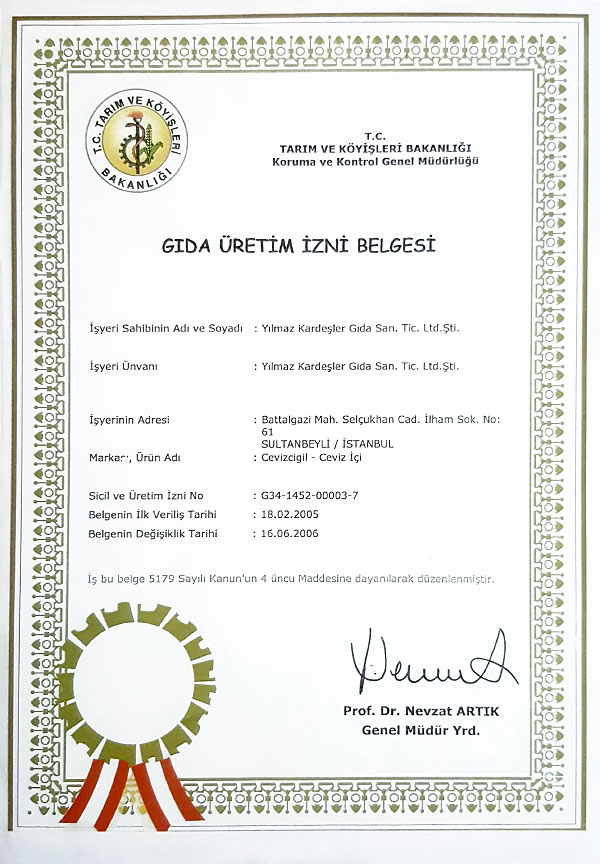 T.C. TARIM VE KÖYİŞLERİ
BAKANLIĞI
T.C.
TARIM VE KÖYİŞLERİ BAKANLIĞI
Koruma ve Kontrol Genel Müdürlüğü
GIDA ÜRETİM İZNİ BELGESİ
İşyeri Sahibinin Adı ve Soyadı : Yılmaz Kardeşler Gıda San. Tic. Ltd.Şti.
İşyeri Ünvanı : Yılmaz Kardeşler Gıda San. Tic. Ltd.Şti.
İşyerinin Adresi : Battalgazi Mah. Selçukhan Cad. İlham Sok. No:
61
SULTANBEYLİ / İSTANBUL
Markası, Ürün Adı : Cevizcigil - Ceviz İçi
Sicil ve Üretim İzni No : G34-1452-00003-7
Belgenin İlk Veriliş Tarihi : 18.02.2005
Belgenin Değişiklik Tarihi : 16.06.2006
İş bu belge 5179 Sayılı Kanun'un 4 üncu Maddesine dayanılarak düzenlenmiştir.
Prof. Dr. Nevzat ARTIK
Genel Müdür Yrd.